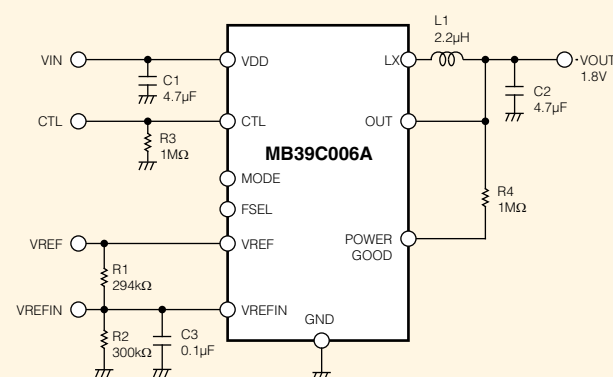 L1
2.2µH
VIN
VDD
LX
VOUT
1.8V
C1
4.7µF
C2
4.7µF
CTL
CTL
OUT
R3
1MΩ
MB39C006A
MODE
R4
1MΩ
FSEL
VREF
VREF
POWER
GOOD
R1
294kΩ
VREFIN
VREFIN
GND
R2
300kΩ
C3
0.1µF